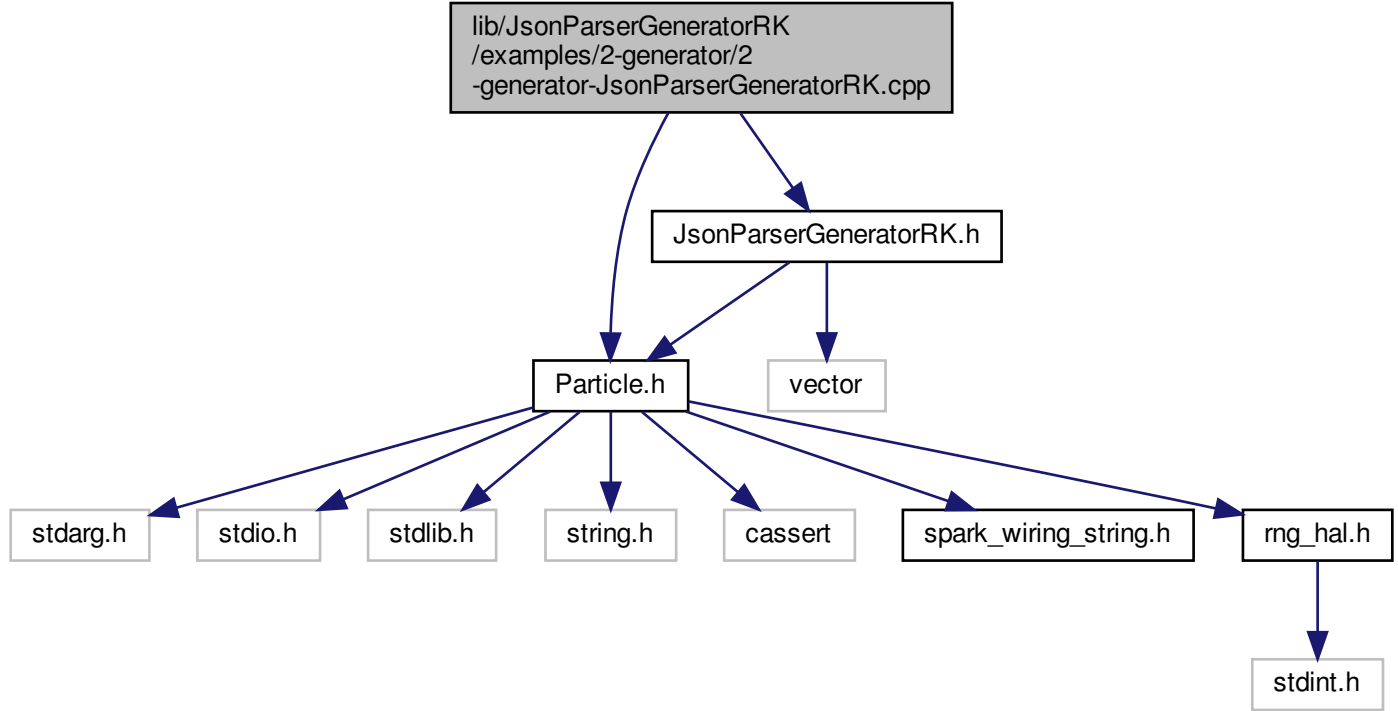 lib/JsonParserGeneratorRK
/examples/2-generator/2
-generator-JsonParserGeneratorRK.cpp
JsonParserGeneratorRK.h
Particle.h
vector
stdarg.h
stdio.h
stdlib.h
string.h
cassert
spark_wiring_string.h
rng_hal.h
stdint.h